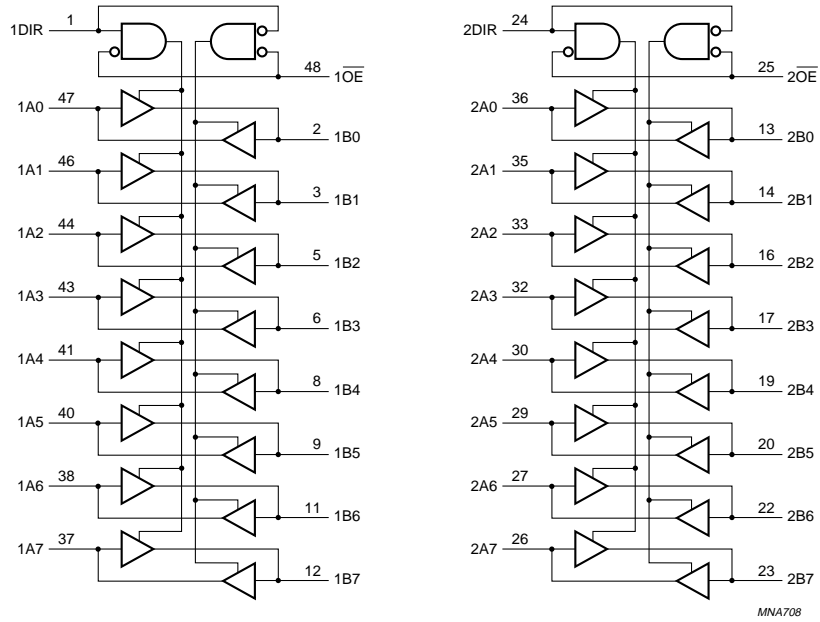 1DIR 1
48 1O̅E̅
1A0 47
2 1B0
1A1 46
3 1B1
1A2 44
5 1B2
1A3 43
6 1B3
1A4 41
8 1B4
1A5 40
9 1B5
1A6 38
11 1B6
1A7 37
12 1B7
2DIR 24
25 2O̅E̅
2A0 36
13 2B0
2A1 35
14 2B1
2A2 33
16 2B2
2A3 32
17 2B3
2A4 30
19 2B4
2A5 29
20 2B5
2A6 27
22 2B6
2A7 26
23 2B7
MNA708